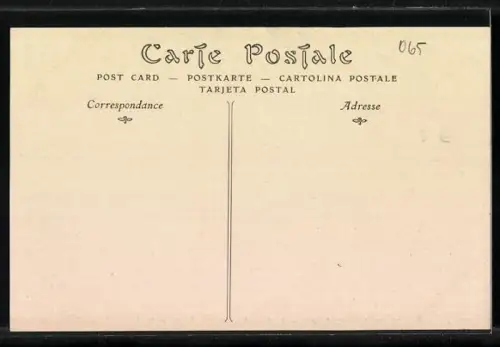 Carte Postale
065
POST CARD — POSTKARTE — CARTOLINA POSTALE
TARJETA POSTAL
Correspondance
Adresse